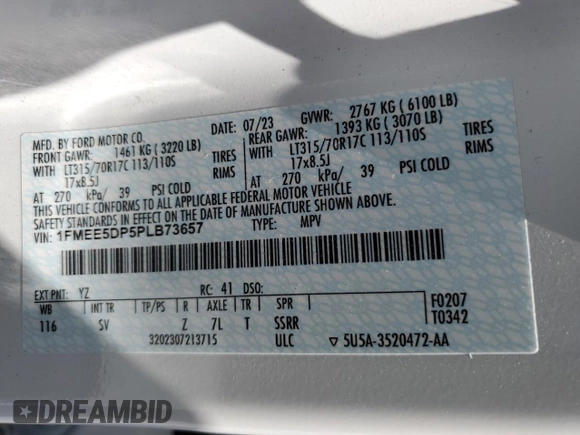 MFD. BY FORD MOTOR CO. DATE: 07/23 GVWR: 2767 KG ( 6100 LB)
FRONT GAWR: 1461 KG ( 3220 LB) REAR GAWR: 1393 KG ( 3070 LB)
WITH LT315/70R17C 113/110S TIRES WITH LT315/70R17C 113/110S TIRES
17x8.5J RIMS 17x8.5J RIMS
AT 270 kPa/ 39 PSI COLD AT 270 kPa/ 39 PSI COLD
THIS VEHICLE CONFORMS TO ALL APPLICABLE FEDERAL MOTOR VEHICLE
SAFETY STANDARDS IN EFFECT ON THE DATE OF MANUFACTURE SHOWN ABOVE.
VIN: 1FMEE5DP5PLB73657 TYPE: MPV
EXT PNT: YZ RC: 41 DSO:
WB INT TR TP/PS R AXLE TR SPR F0207
116 SV Z 7L T SSRR T0342
3202307213715 ULC ▽ 5U5A-3520472-AA
DREAMBID